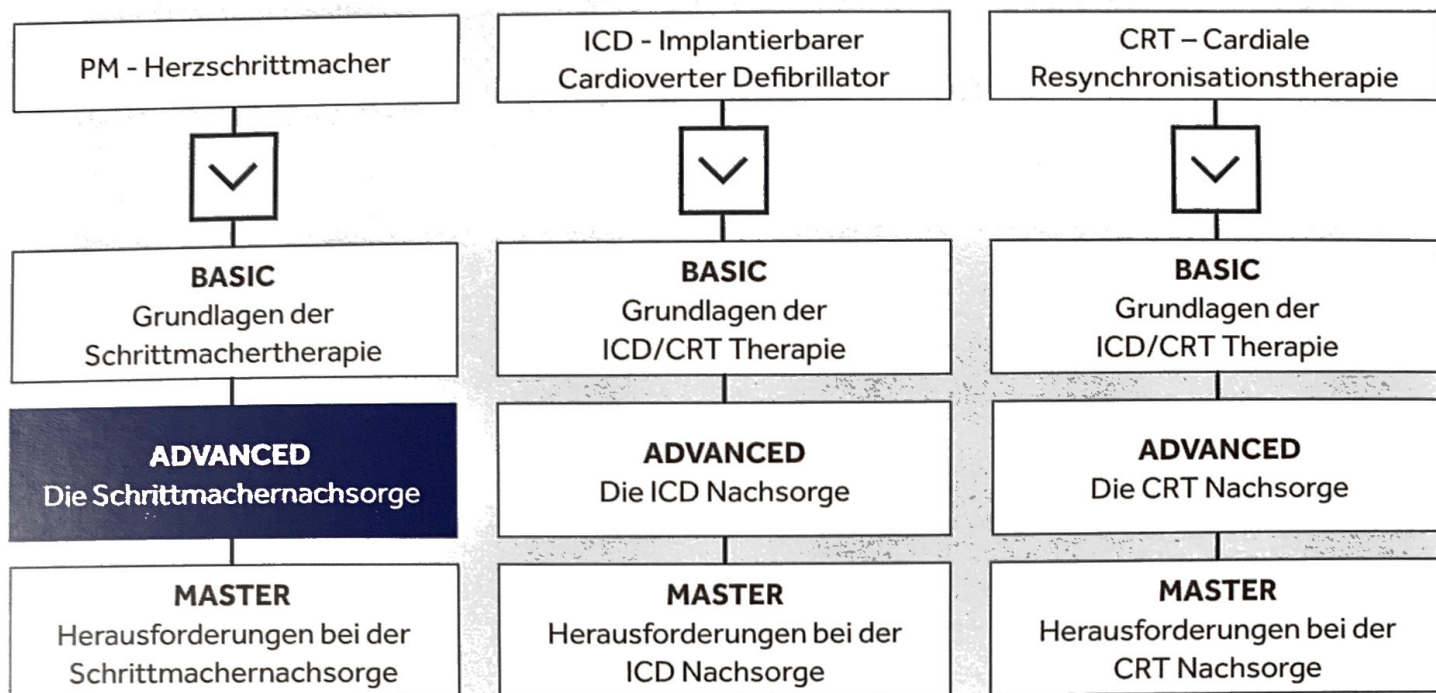 PM - Herzschrittmacher
ICD - Implantierbarer
Cardioverter Defibrillator
CRT – Cardiale
Resynchronisationstherapie
BASIC
Grundlagen der
Schrittmachertherapie
BASIC
Grundlagen der
ICD/CRT Therapie
BASIC
Grundlagen der
ICD/CRT Therapie
ADVANCED
Die Schrittmachernachsorge
ADVANCED
Die ICD Nachsorge
ADVANCED
Die CRT Nachsorge
MASTER
Herausforderungen bei der
Schrittmachernachsorge
MASTER
Herausforderungen bei der
ICD Nachsorge
MASTER
Herausforderungen bei der
CRT Nachsorge